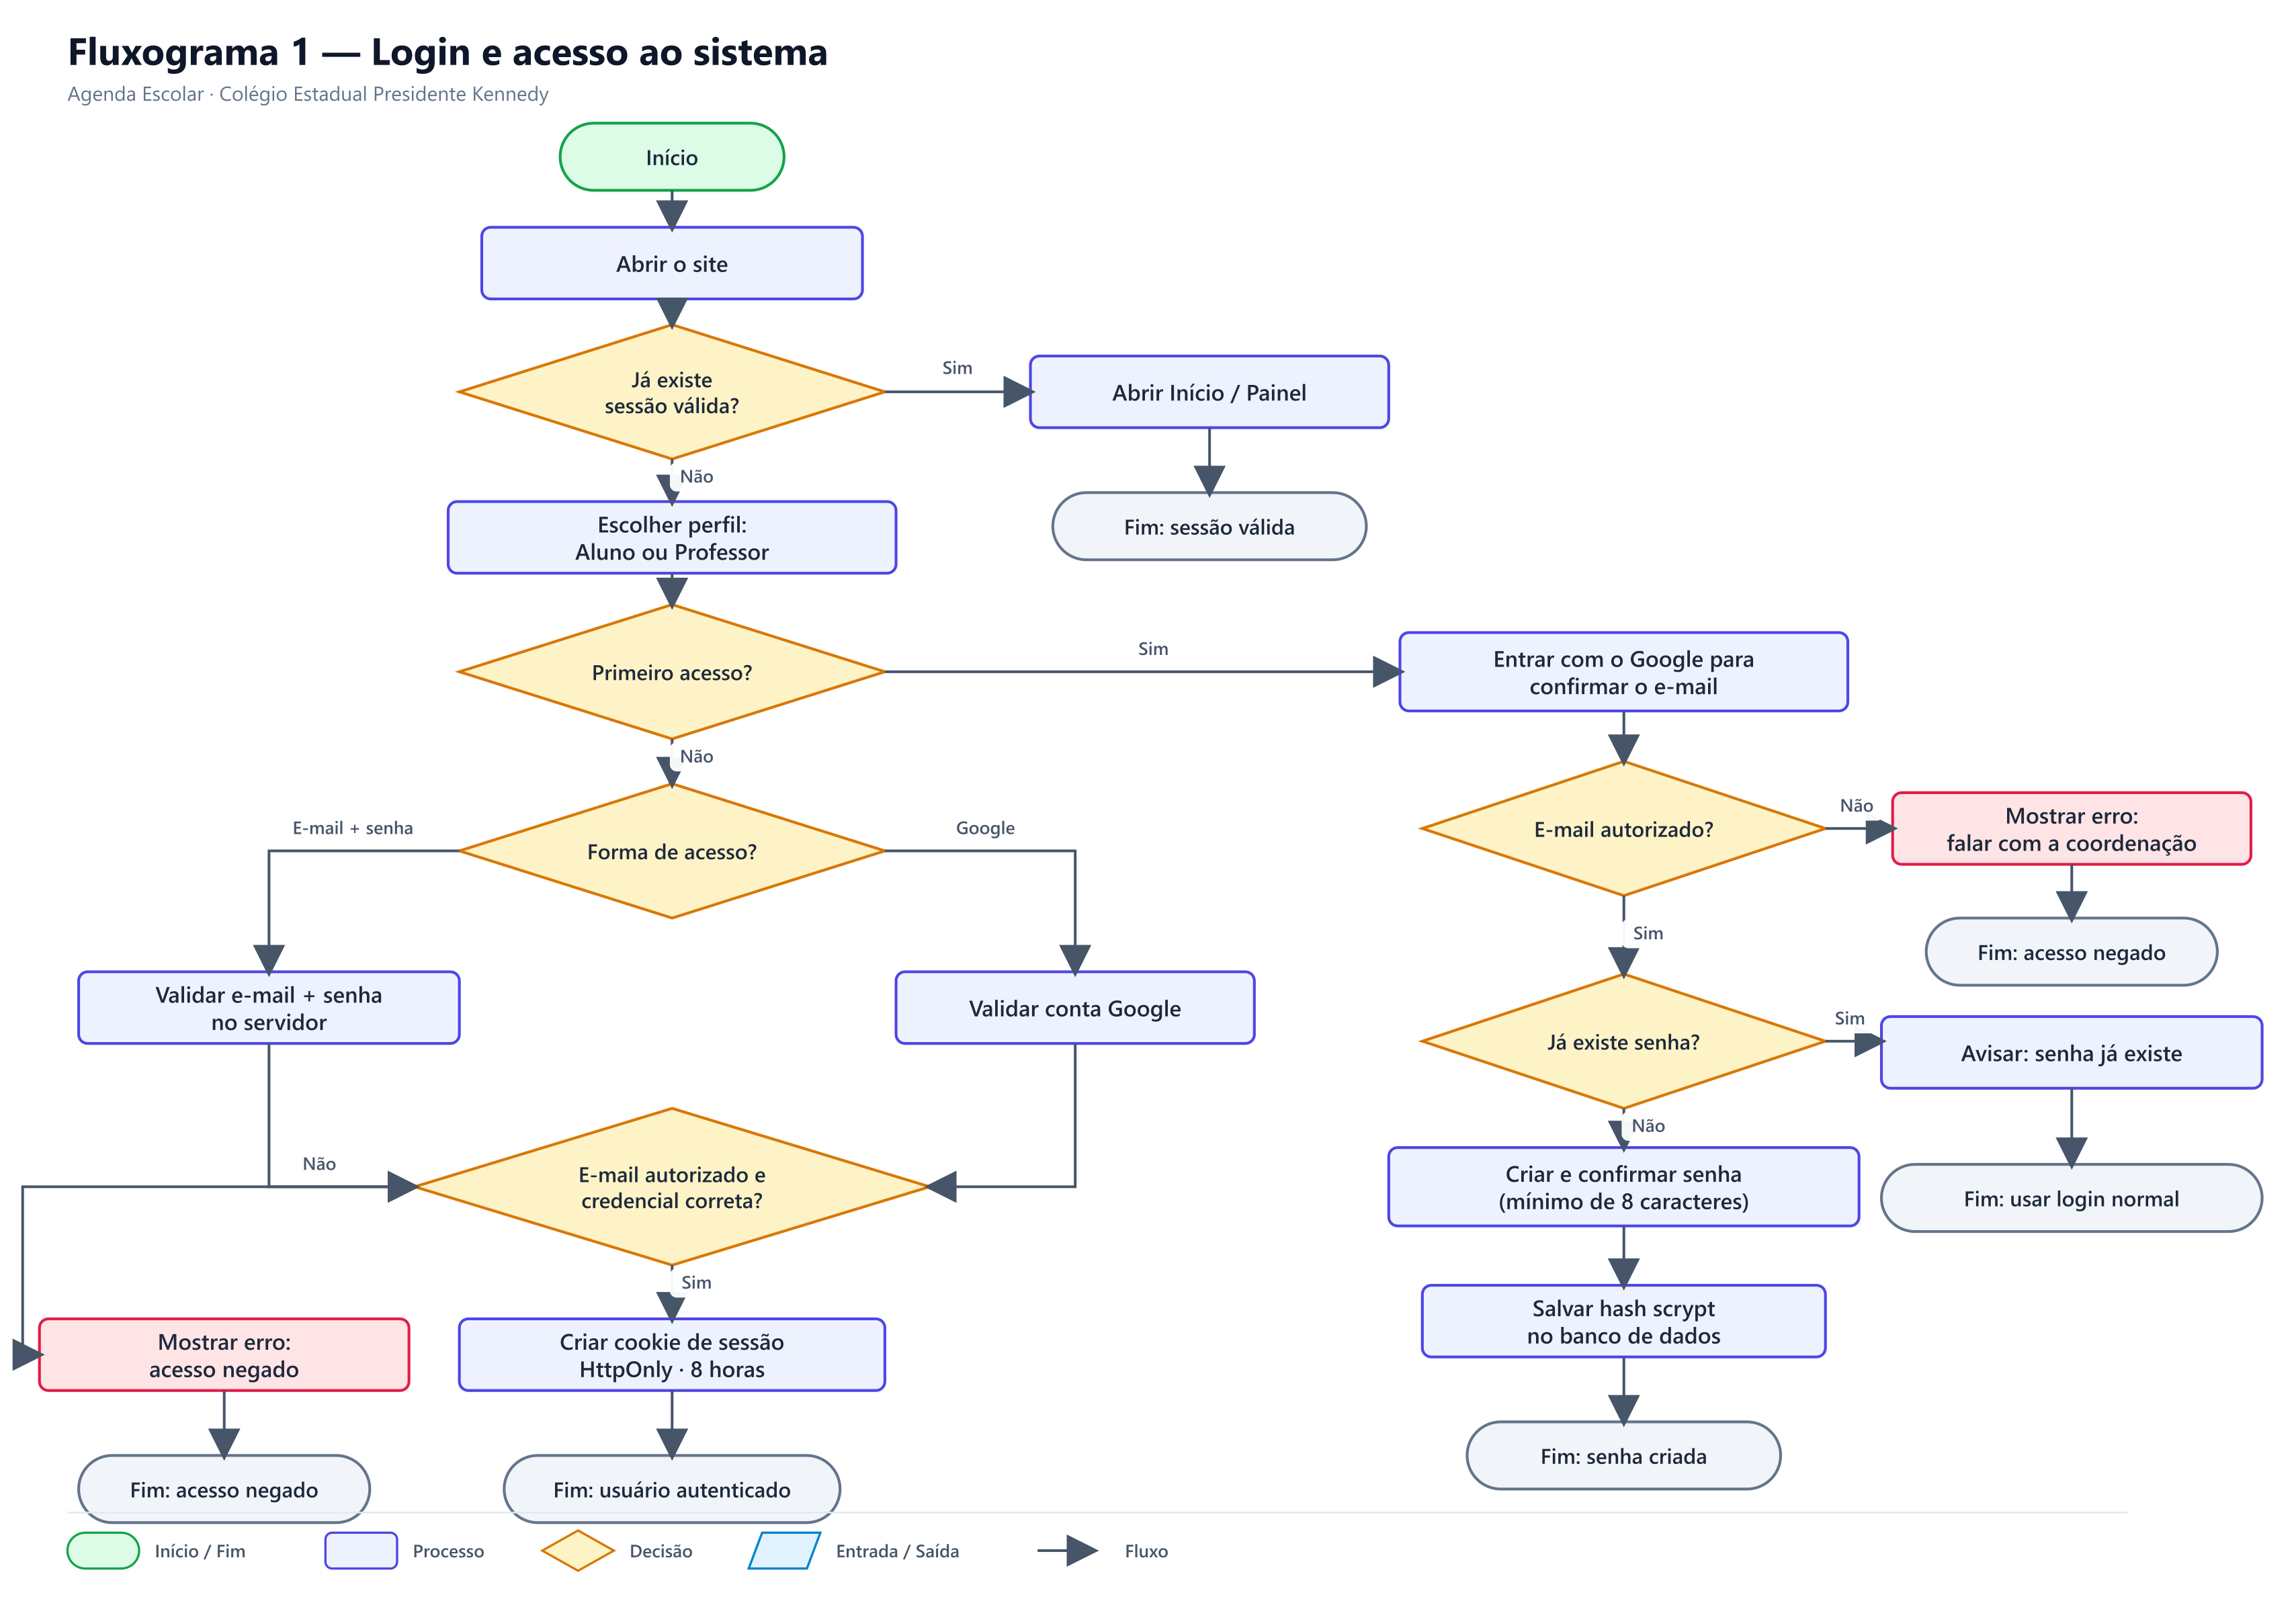 Fluxograma 1 — Login e acesso ao sistema
Agenda Escolar · Colégio Estadual Presidente Kennedy
Início
Abrir o site
Já existe
sessão válida?
Sim
Abrir Início / Painel
Fim: sessão válida
Não
Escolher perfil:
Aluno ou Professor
Primeiro acesso?
Sim
Entrar com o Google para
confirmar o e-mail
Não
Forma de acesso?
E-mail + senha
Google
E-mail autorizado?
Não
Mostrar erro:
falar com a coordenação
Fim: acesso negado
Sim
Validar e-mail + senha
no servidor
Validar conta Google
Já existe senha?
Sim
Avisar: senha já existe
Fim: usar login normal
Não
Criar e confirmar senha
(mínimo de 8 caracteres)
Não
E-mail autorizado e
credencial correta?
Sim
Salvar hash scrypt
no banco de dados
Mostrar erro:
acesso negado
Criar cookie de sessão
HttpOnly · 8 horas
Fim: senha criada
Fim: acesso negado
Fim: usuário autenticado
Início / Fim
Processo
Decisão
Entrada / Saída
Fluxo